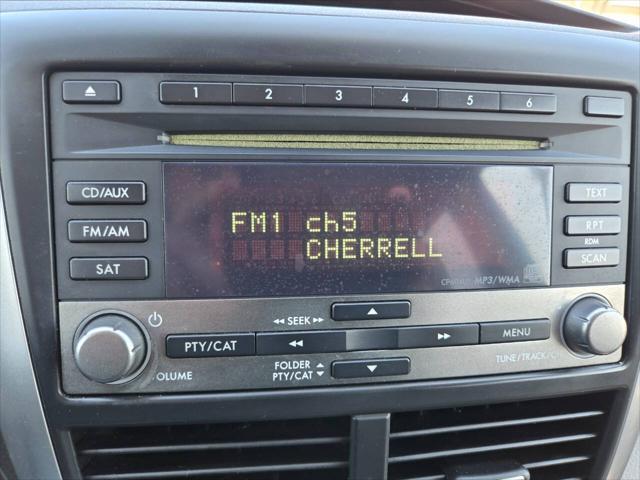 1 2 3 4 5 6
CD/AUX
FM/AM
SAT
FM1 ch5
CHERRELL
MP3/WMA
TEXT
RPT
RDM
SCAN
SEEK
PTY/CAT
MENU
FOLDER
PTY/CAT
OLUME
TUNE/TRACK/